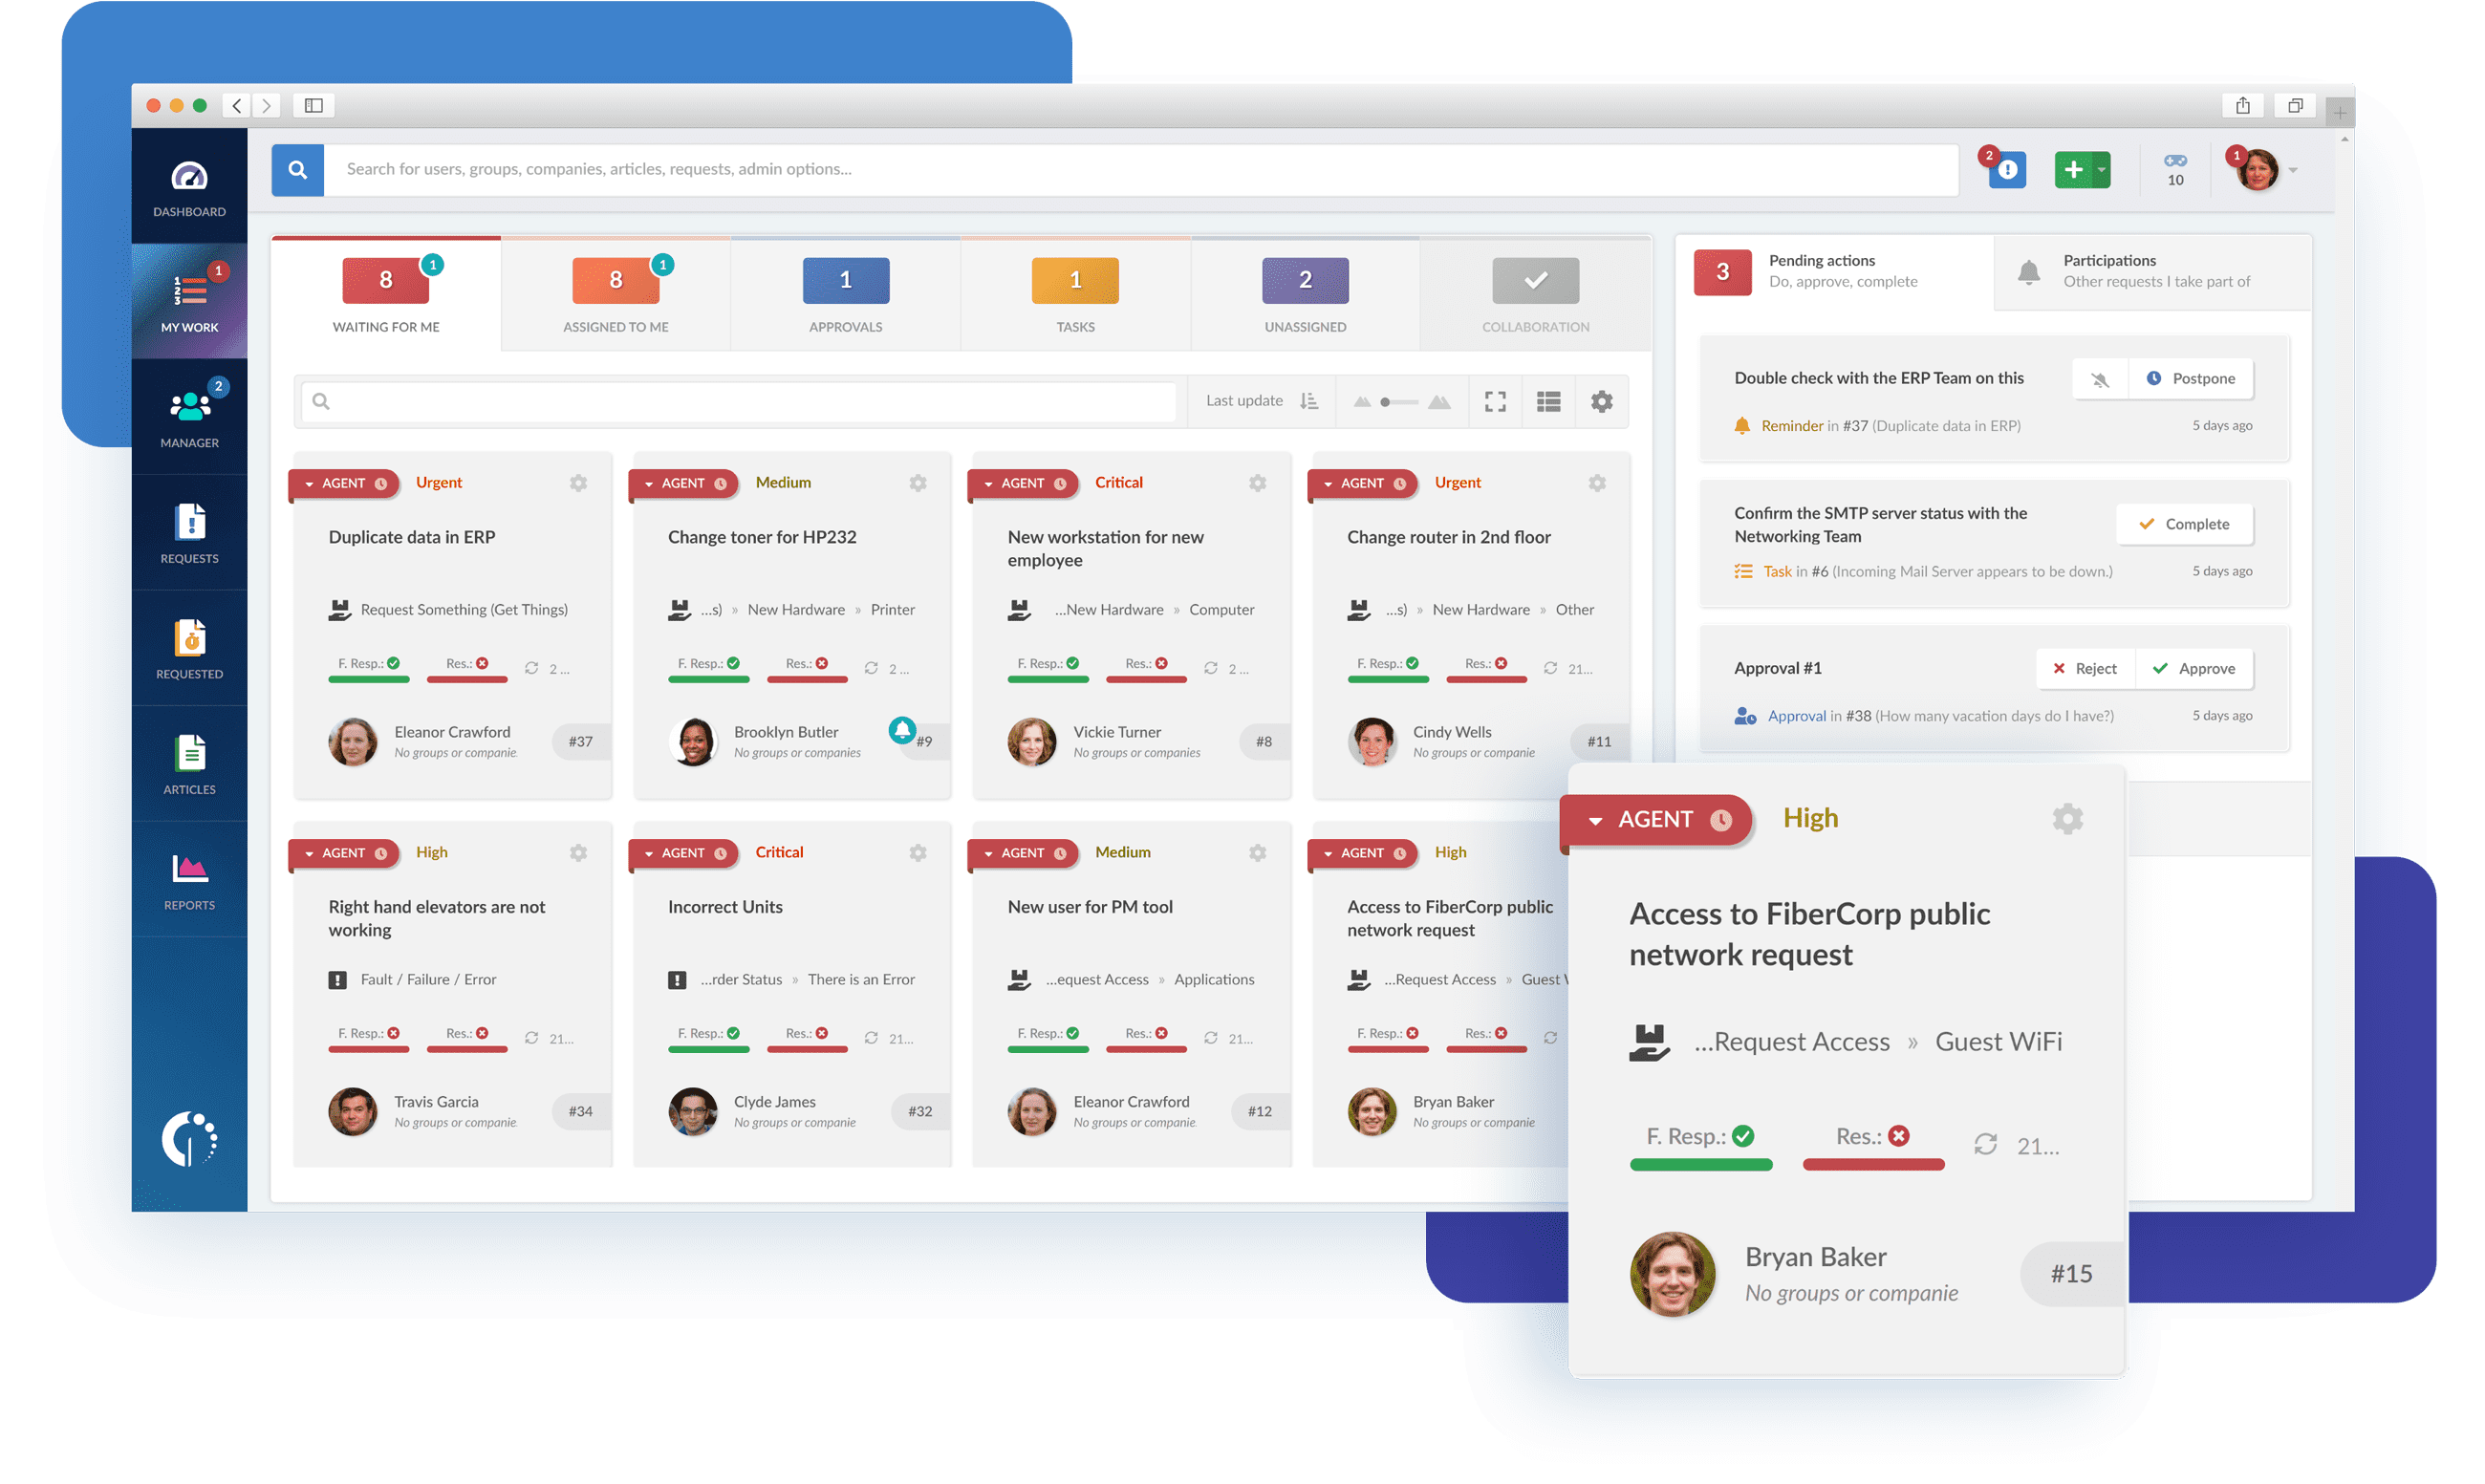 Search for users, groups, companies, articles, requests, admin options...
2
10
1
DASHBOARD
1
1
2
3
MY WORK
2
MANAGER
REQUESTS
REQUESTED
ARTICLES
REPORTS
8
1
WAITING FOR ME
8
1
ASSIGNED TO ME
1
APPROVALS
1
TASKS
2
UNASSIGNED
COLLABORATION
Last update
AGENT Urgent
Duplicate data in ERP
Request Something (Get Things)
F. Resp.: Res.: 2 ...
Eleanor Crawford
No groups or companie
#37
AGENT Medium
Change toner for HP232
...s) » New Hardware » Printer
F. Resp.: Res.: 2 ...
Brooklyn Butler
No groups or companies
#9
AGENT Critical
New workstation for new
employee
...New Hardware » Computer
F. Resp.: Res.: 2 ...
Vickie Turner
No groups or companies
#8
AGENT Urgent
Change router in 2nd floor
...s) » New Hardware » Other
F. Resp.: Res.: 21...
Cindy Wells
No groups or companie
#11
AGENT High
Right hand elevators are not
working
Fault / Failure / Error
F. Resp.: Res.: 21...
Travis Garcia
No groups or companie
#34
AGENT Critical
Incorrect Units
...rder Status » There is an Error
F. Resp.: Res.: 21...
Clyde James
No groups or companie
#32
AGENT Medium
New user for PM tool
...equest Access » Applications
F. Resp.: Res.: 21...
Eleanor Crawford
No groups or companie
#12
AGENT High
Access to FiberCorp public
network request
...Request Access » Guest
F. Resp.: Res.:
Bryan Baker
No groups or companie
3
Pending actions
Do, approve, complete
Participations
Other requests I take part of
Double check with the ERP Team on this
Postpone
Reminder in #37 (Duplicate data in ERP)
5 days ago
Confirm the SMTP server status with the
Networking Team
Complete
Task in #6 (Incoming Mail Server appears to be down.)
5 days ago
Approval #1
Reject
Approve
Approval in #38 (How many vacation days do I have?)
5 days ago
AGENT High
Access to FiberCorp public
network request
...Request Access » Guest WiFi
F. Resp.: Res.: 21...
Bryan Baker
No groups or companie
#15